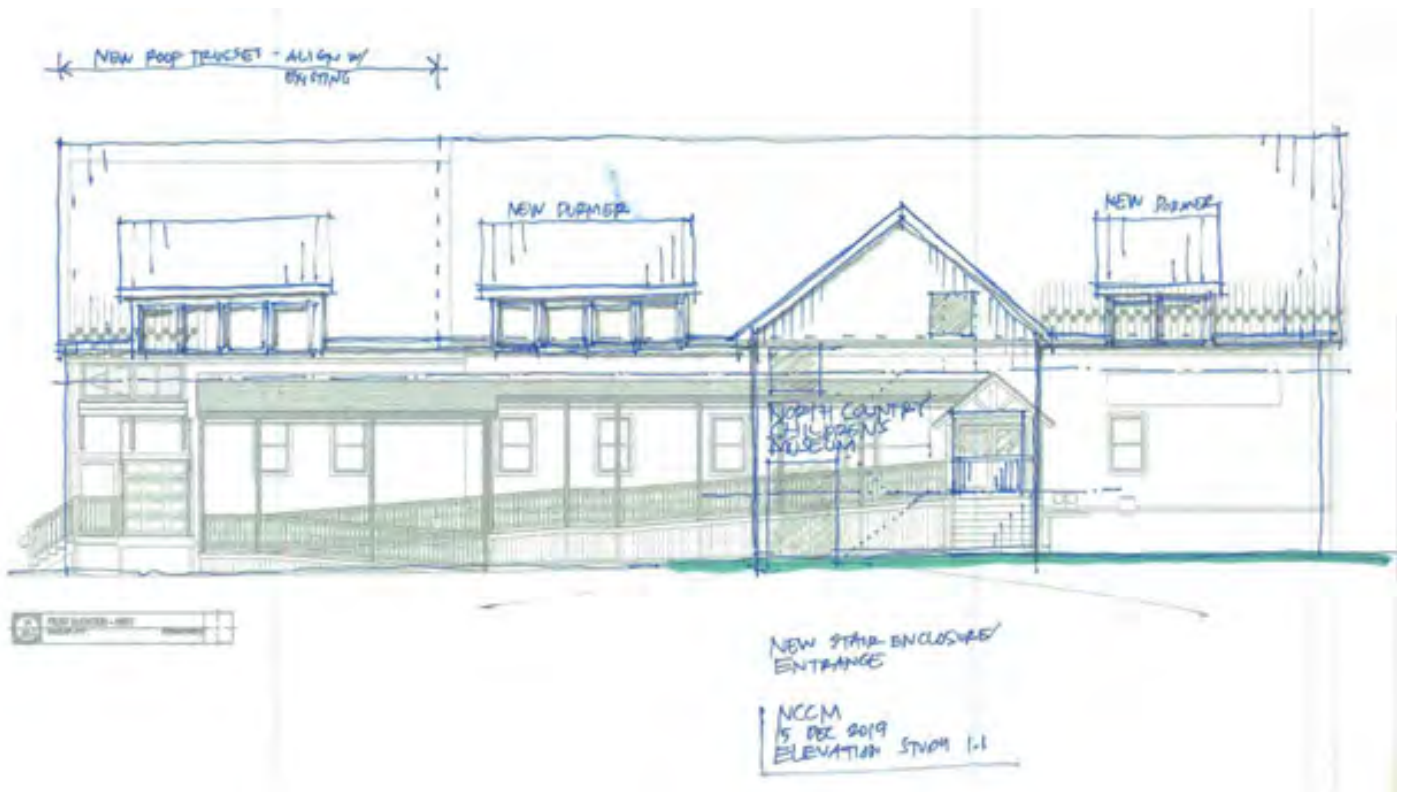 NEW ROOF TRUSSES - ALIGN W/
EXISTING
NEW DORMER
NEW DORMER
NORTH COUNTRY
CHILDREN'S
MUSEUM
NEW STAIR ENCLOSURE/
ENTRANCE
NCCM
5 DEC 2019
ELEVATION STUDY 1.1